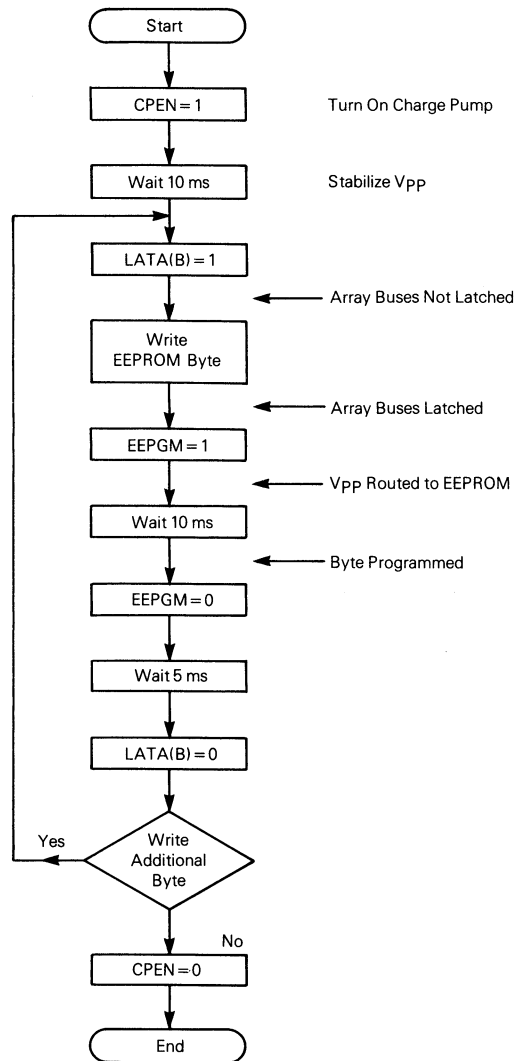 Start
CPEN = 1
Turn On Charge Pump
Wait 10 ms
Stabilize VPP
LATA(B) = 1
Array Buses Not Latched
Write
EEPROM Byte
Array Buses Latched
EEPGM = 1
VPP Routed to EEPROM
Wait 10 ms
Byte Programmed
EEPGM = 0
Wait 5 ms
LATA(B) = 0
Yes
Write
Additional
Byte
No
CPEN = 0
End